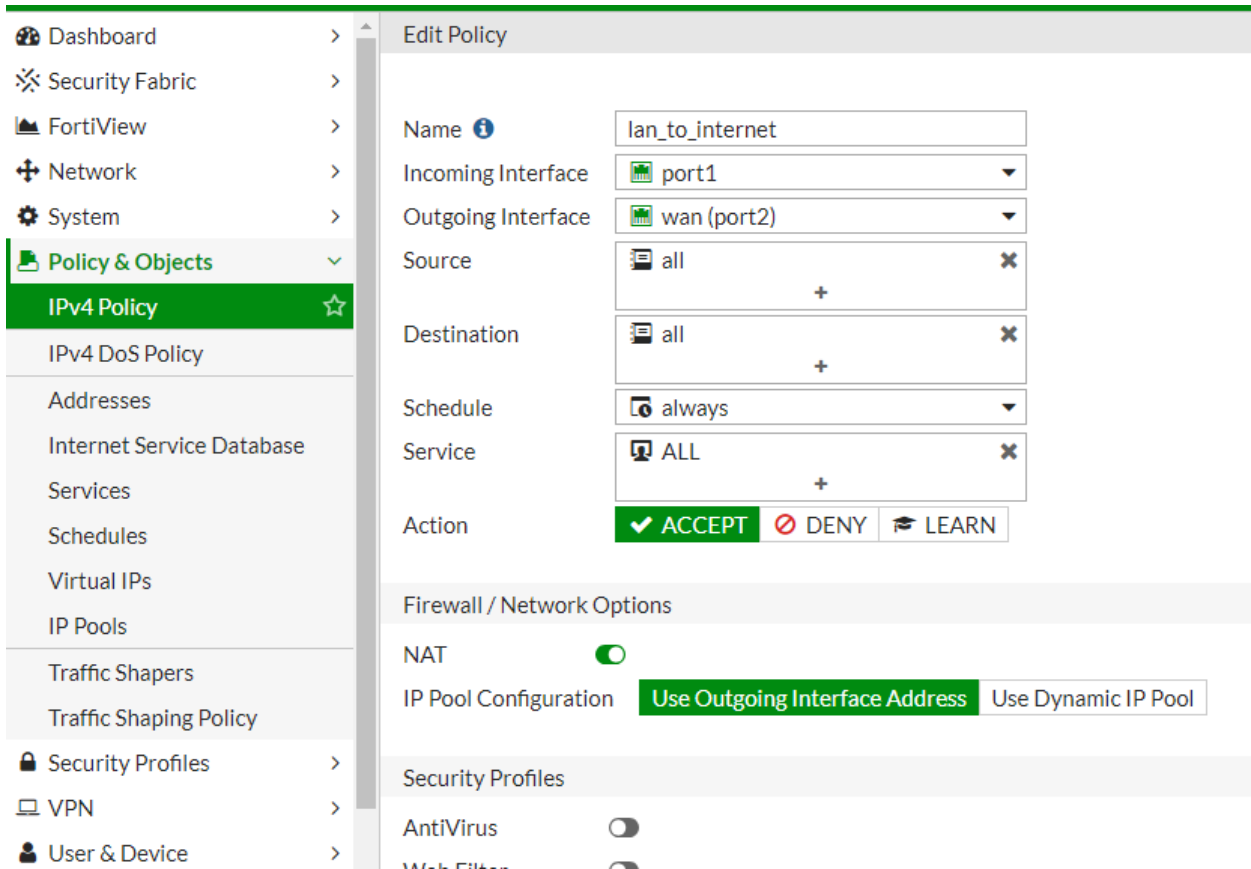 Dashboard
Security Fabric
FortiView
Network
System
Policy & Objects
IPv4 Policy
IPv4 DoS Policy
Addresses
Internet Service Database
Services
Schedules
Virtual IPs
IP Pools
Traffic Shapers
Traffic Shaping Policy
Security Profiles
VPN
User & Device
Edit Policy
Name lan_to_internet
Incoming Interface port1
Outgoing Interface wan (port2)
Source all
+
Destination all
+
Schedule always
Service ALL
+
Action ACCEPT DENY LEARN
Firewall / Network Options
NAT
IP Pool Configuration Use Outgoing Interface Address Use Dynamic IP Pool
Security Profiles
AntiVirus
Web Filter